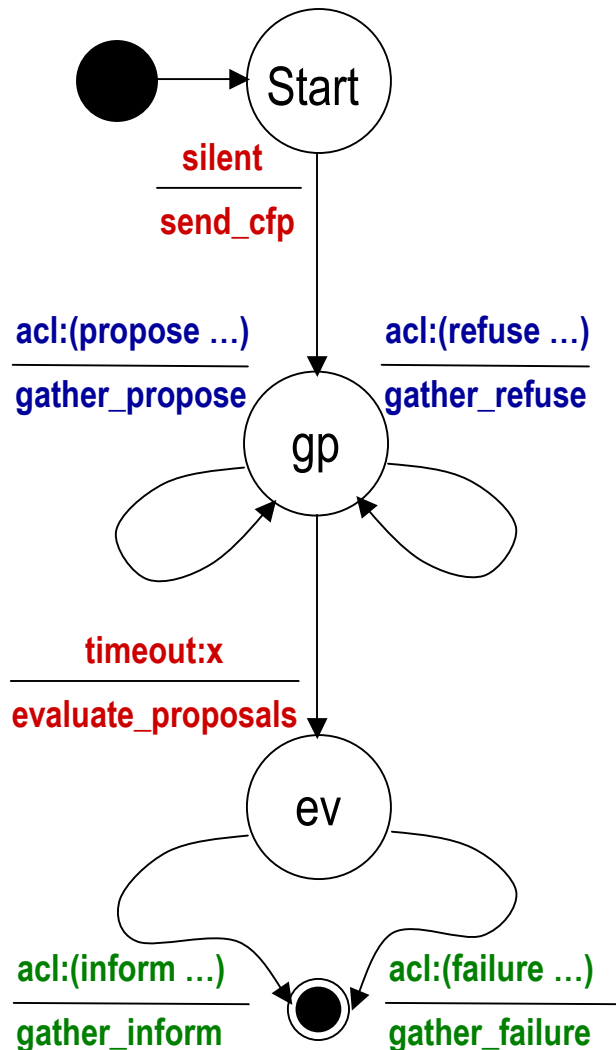 Start
silent
send_cfp
acl:(propose …)
gather_propose
acl:(refuse …)
gather_refuse
gp
timeout:x
evaluate_proposals
ev
acl:(inform …)
gather_inform
acl:(failure …)
gather_failure